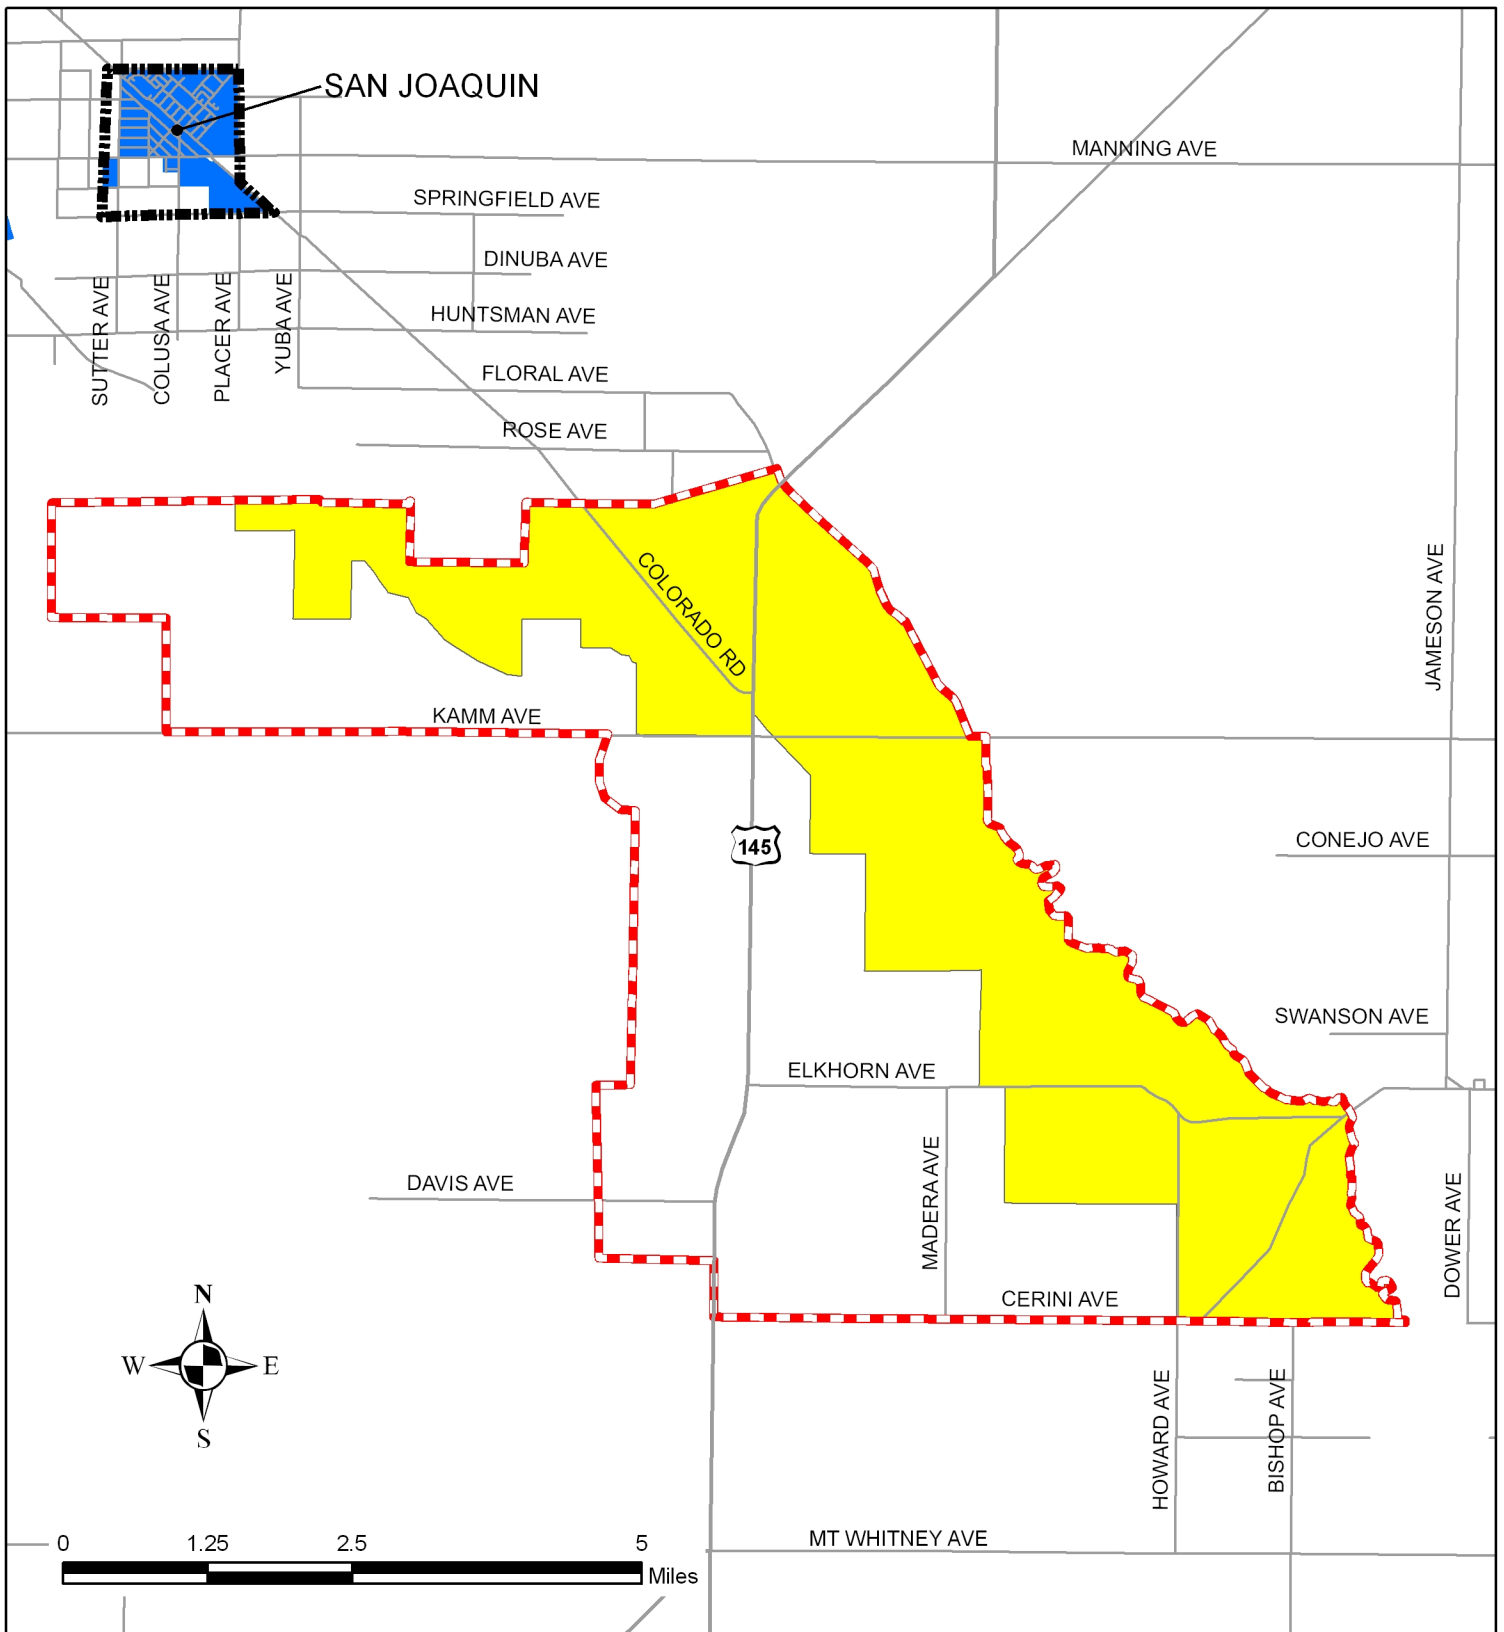 SAN JOAQUIN
MANNING AVE
SPRINGFIELD AVE
DINUBA AVE
SUTTER AVE
COLUSA AVE
PLACER AVE
YUBA AVE
HUNTSMAN AVE
FLORAL AVE
ROSE AVE
COLORADO RD
JAMESON AVE
KAMM AVE
145
CONEJO AVE
SWANSON AVE
ELKHORN AVE
DAVIS AVE
MADERA AVE
DOWER AVE
CERINI AVE
N
W E
S
HOWARD AVE
BISHOP AVE
MT WHITNEY AVE
0 1.25 2.5 5
Miles